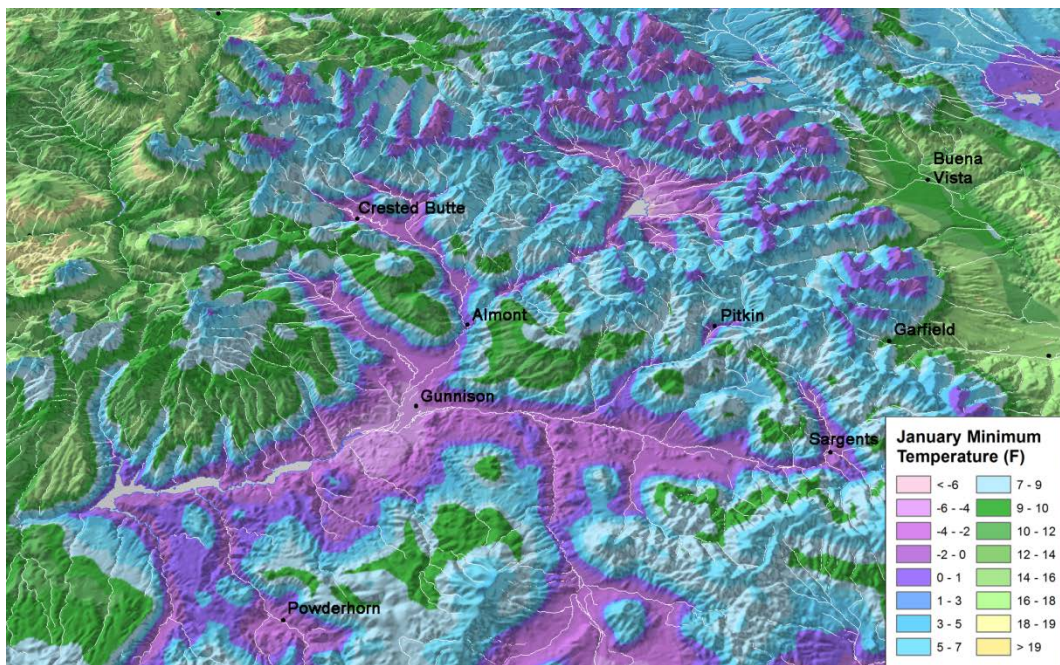 Buena
Vista
Crested Butte
Almont
Pitkin
Garfield
Gunnison
Sargents
Powderhorn
January Minimum
Temperature (F)
< -6
-6 - -4
-4 - -2
-2 - 0
0 - 1
1 - 3
3 - 5
5 - 7
7 - 9
9 - 10
10 - 12
12 - 14
14 - 16
16 - 18
18 - 19
> 19